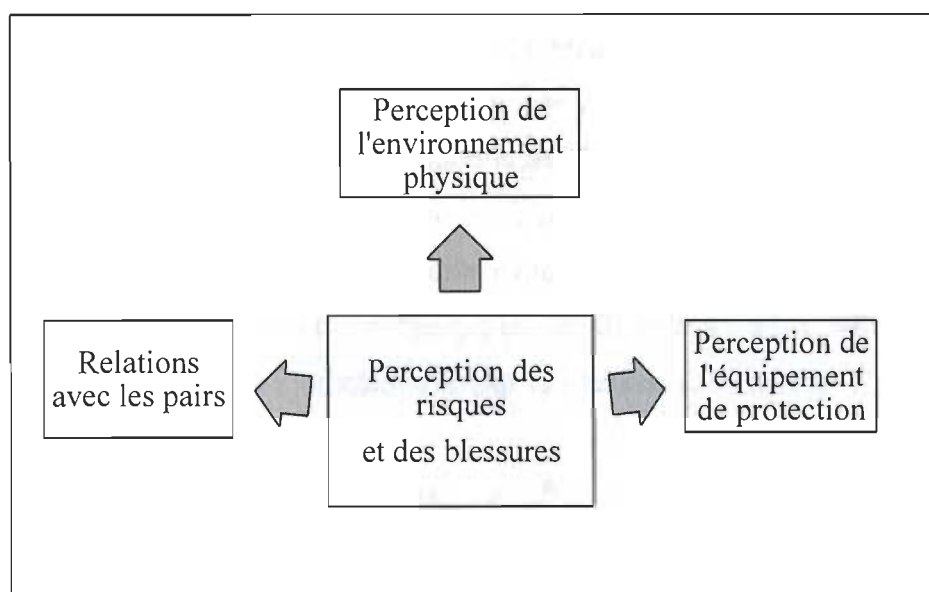 Perception de
l'environnement
physique
Relations
avec les pairs
Perception des
risques
et des blessures
Perception de
l'équipement
de protection